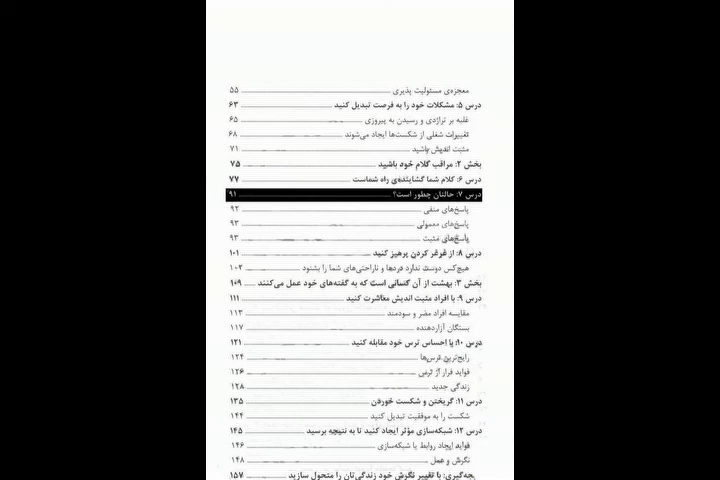 معجزه‌ی مسئولیت پذیری ۵۵
درس ۵: مشکلات خود را به فرصت تبدیل کنید ۶۳
غلبه بر تراژدی و رسیدن به پیروزی ۶۵
تغییرات شغلی از شکست‌ها ایجاد می‌شوند ۶۸
مثبت اندیش باشید ۷۱
بخش ۲: مراقب کلام خود باشید ۷۵
درس ۶: کلام شما گشاینده‌ی راه شماست ۷۷
درس ۷: حالتان چطور است؟ ۹۱
پاسخ‌های منفی ۹۲
پاسخ‌های معمولی ۹۳
پاسخ‌های مثبت ۹۳
درس ۸: از غرغر کردن پرهیز کنید ۱۰۱
هیچ‌کس دوست ندارد دردها و ناراحتی‌های شما را بشنود ۱۰۲
بخش ۳: بهشت از آن کسانی است که به گفته‌های خود عمل می‌کنند ۱۰۹
درس ۹: با افراد مثبت اندیش معاشرت کنید ۱۱۱
مقایسه افراد مضر و سودمند ۱۱۳
بستگان آزاردهنده ۱۱۷
درس ۱۰: با احساس ترس خود مقابله کنید ۱۲۱
رایج‌ترین ترس‌ها ۱۲۴
فواید فرار از ترس ۱۲۶
زندگی جدید ۱۲۸
درس ۱۱: گریختن و شکست خوردن ۱۳۵
شکست را به موفقیت تبدیل کنید ۱۴۴
درس ۱۲: شبکه‌سازی مؤثر ایجاد کنید تا به نتیجه برسید ۱۴۵
فواید ایجاد روابط یا شبکه‌سازی ۱۴۶
نگرش و عمل ۱۴۸
یجه‌گیری: با تغییر نگرش خود زندگی‌تان را متحول سازید ۱۵۷